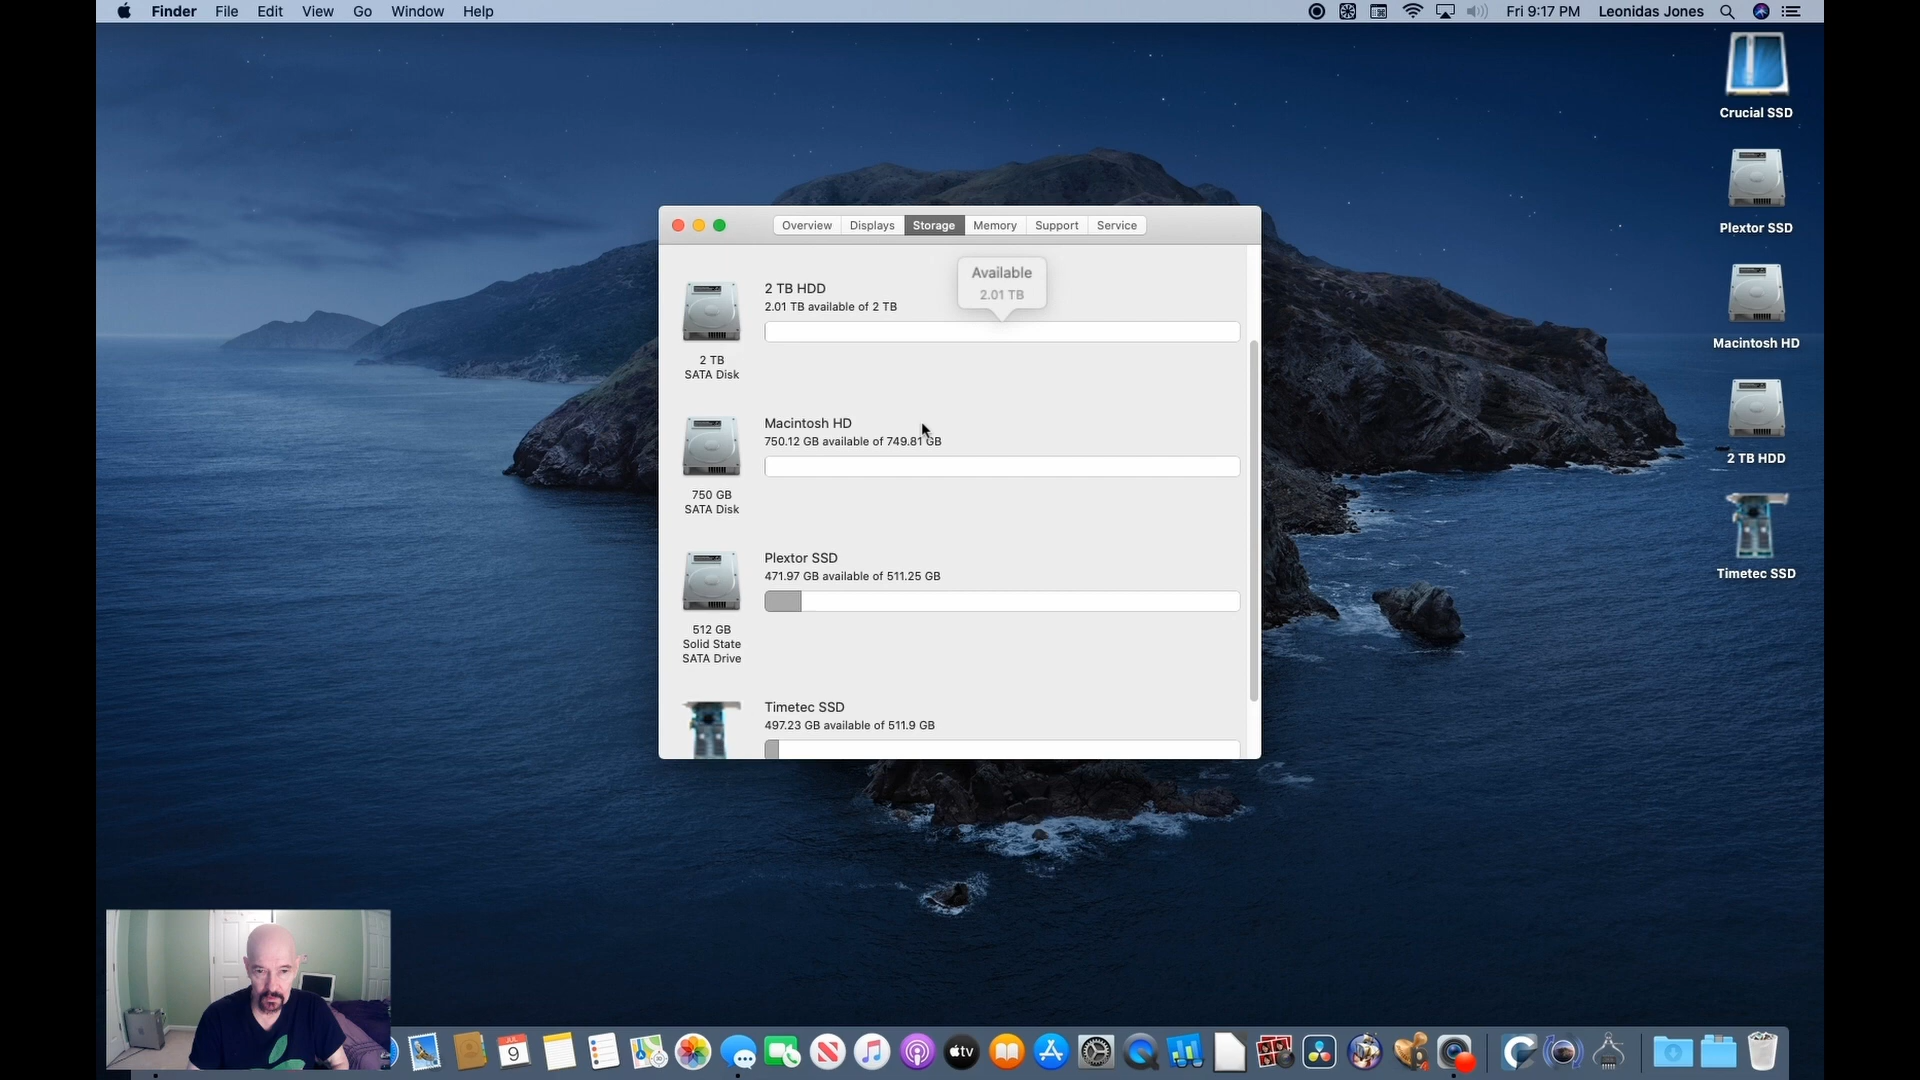 Finder File Edit View Go Window Help
Fri 9:17 PM Leonidas Jones
Crucial SSD
Plextor SSD
Macintosh HD
2 TB HDD
Timetec SSD
Overview Displays Storage Memory Support Service
Available
2.01 TB
2 TB HDD
2.01 TB available of 2 TB
2 TB
SATA Disk
Macintosh HD
750.12 GB available of 749.81 GB
750 GB
SATA Disk
Plextor SSD
471.97 GB available of 511.25 GB
512 GB
Solid State
SATA Drive
Timetec SSD
497.23 GB available of 511.9 GB
JUL
9
tv